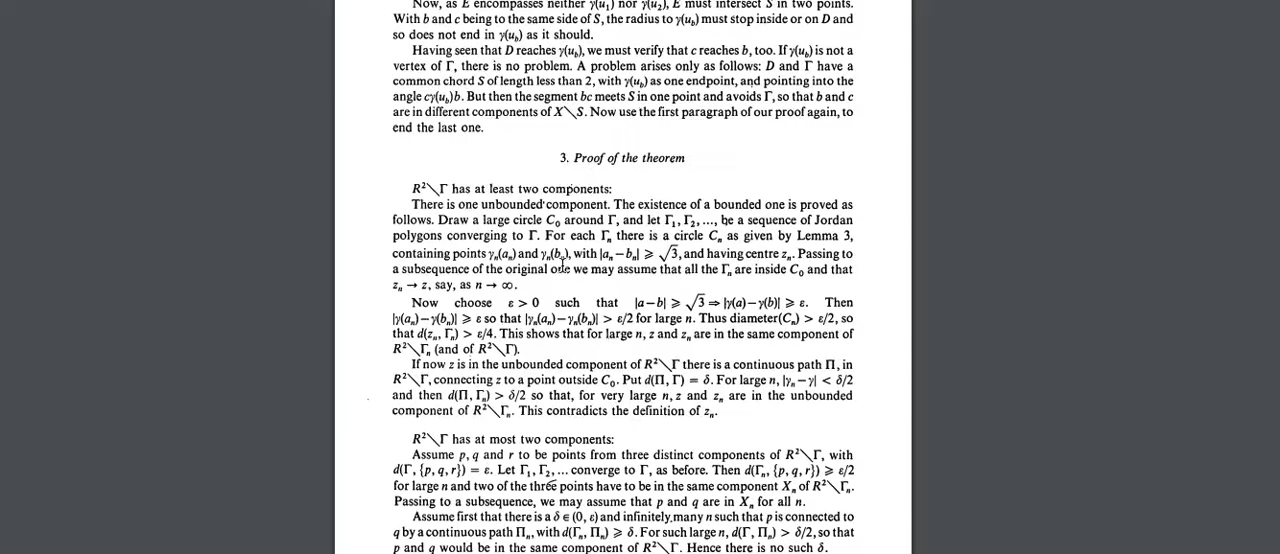 Now, as E encompasses neither γ(u₁) nor γ(u₂), E must intersect S in two points.
With b and c being to the same side of S, the radius to γ(u_b) must stop inside or on D and
so does not end in γ(u_b) as it should.
Having seen that D reaches γ(u_b), we must verify that c reaches b, too. If γ(u_b) is not a
vertex of Γ, there is no problem. A problem arises only as follows: D and Γ have a
common chord S of length less than 2, with γ(u_b) as one endpoint, and pointing into the
angle cγ(u_b)b. But then the segment bc meets S in one point and avoids Γ, so that b and c
are in different components of X∖S. Now use the first paragraph of our proof again, to
end the last one.
3. Proof of the theorem
R²∖Γ has at least two components:
There is one unbounded component. The existence of a bounded one is proved as
follows. Draw a large circle C₀ around Γ, and let Γ₁, Γ₂, ..., be a sequence of Jordan
polygons converging to Γ. For each Γₙ there is a circle Cₙ as given by Lemma 3,
containing points γₙ(aₙ) and γₙ(bₙ), with |aₙ−bₙ| ⩾ √3, and having centre zₙ. Passing to
a subsequence of the original one we may assume that all the Γₙ are inside C₀ and that
zₙ → z, say, as n → ∞.
Now choose ε > 0 such that |a−b| ⩾ √3 ⇒ |γ(a)−γ(b)| ⩾ ε. Then
|γ(aₙ)−γ(bₙ)| ⩾ ε so that |γₙ(aₙ)−γₙ(bₙ)| > ε/2 for large n. Thus diameter(Cₙ) > ε/2, so
that d(zₙ, Γₙ) > ε/4. This shows that for large n, z and zₙ are in the same component of
R²∖Γₙ (and of R²∖Γ).
If now z is in the unbounded component of R²∖Γ there is a continuous path Π, in
R²∖Γ, connecting z to a point outside C₀. Put d(Π, Γ) = δ. For large n, |γₙ−γ| < δ/2
and then d(Π, Γₙ) > δ/2 so that, for very large n, z and zₙ are in the unbounded
component of R²∖Γₙ. This contradicts the definition of zₙ.
R²∖Γ has at most two components:
Assume p, q and r to be points from three distinct components of R²∖Γ, with
d(Γ, {p, q, r}) = ε. Let Γ₁, Γ₂, ... converge to Γ, as before. Then d(Γₙ, {p, q, r}) ⩾ ε/2
for large n and two of the three points have to be in the same component Xₙ of R²∖Γₙ.
Passing to a subsequence, we may assume that p and q are in Xₙ for all n.
Assume first that there is a δ ∈ (0, ε) and infinitely many n such that p is connected to
q by a continuous path Πₙ, with d(Γₙ, Πₙ) ⩾ δ. For such large n, d(Γ, Πₙ) > δ/2, so that
p and q would be in the same component of R²∖Γ. Hence there is no such δ.